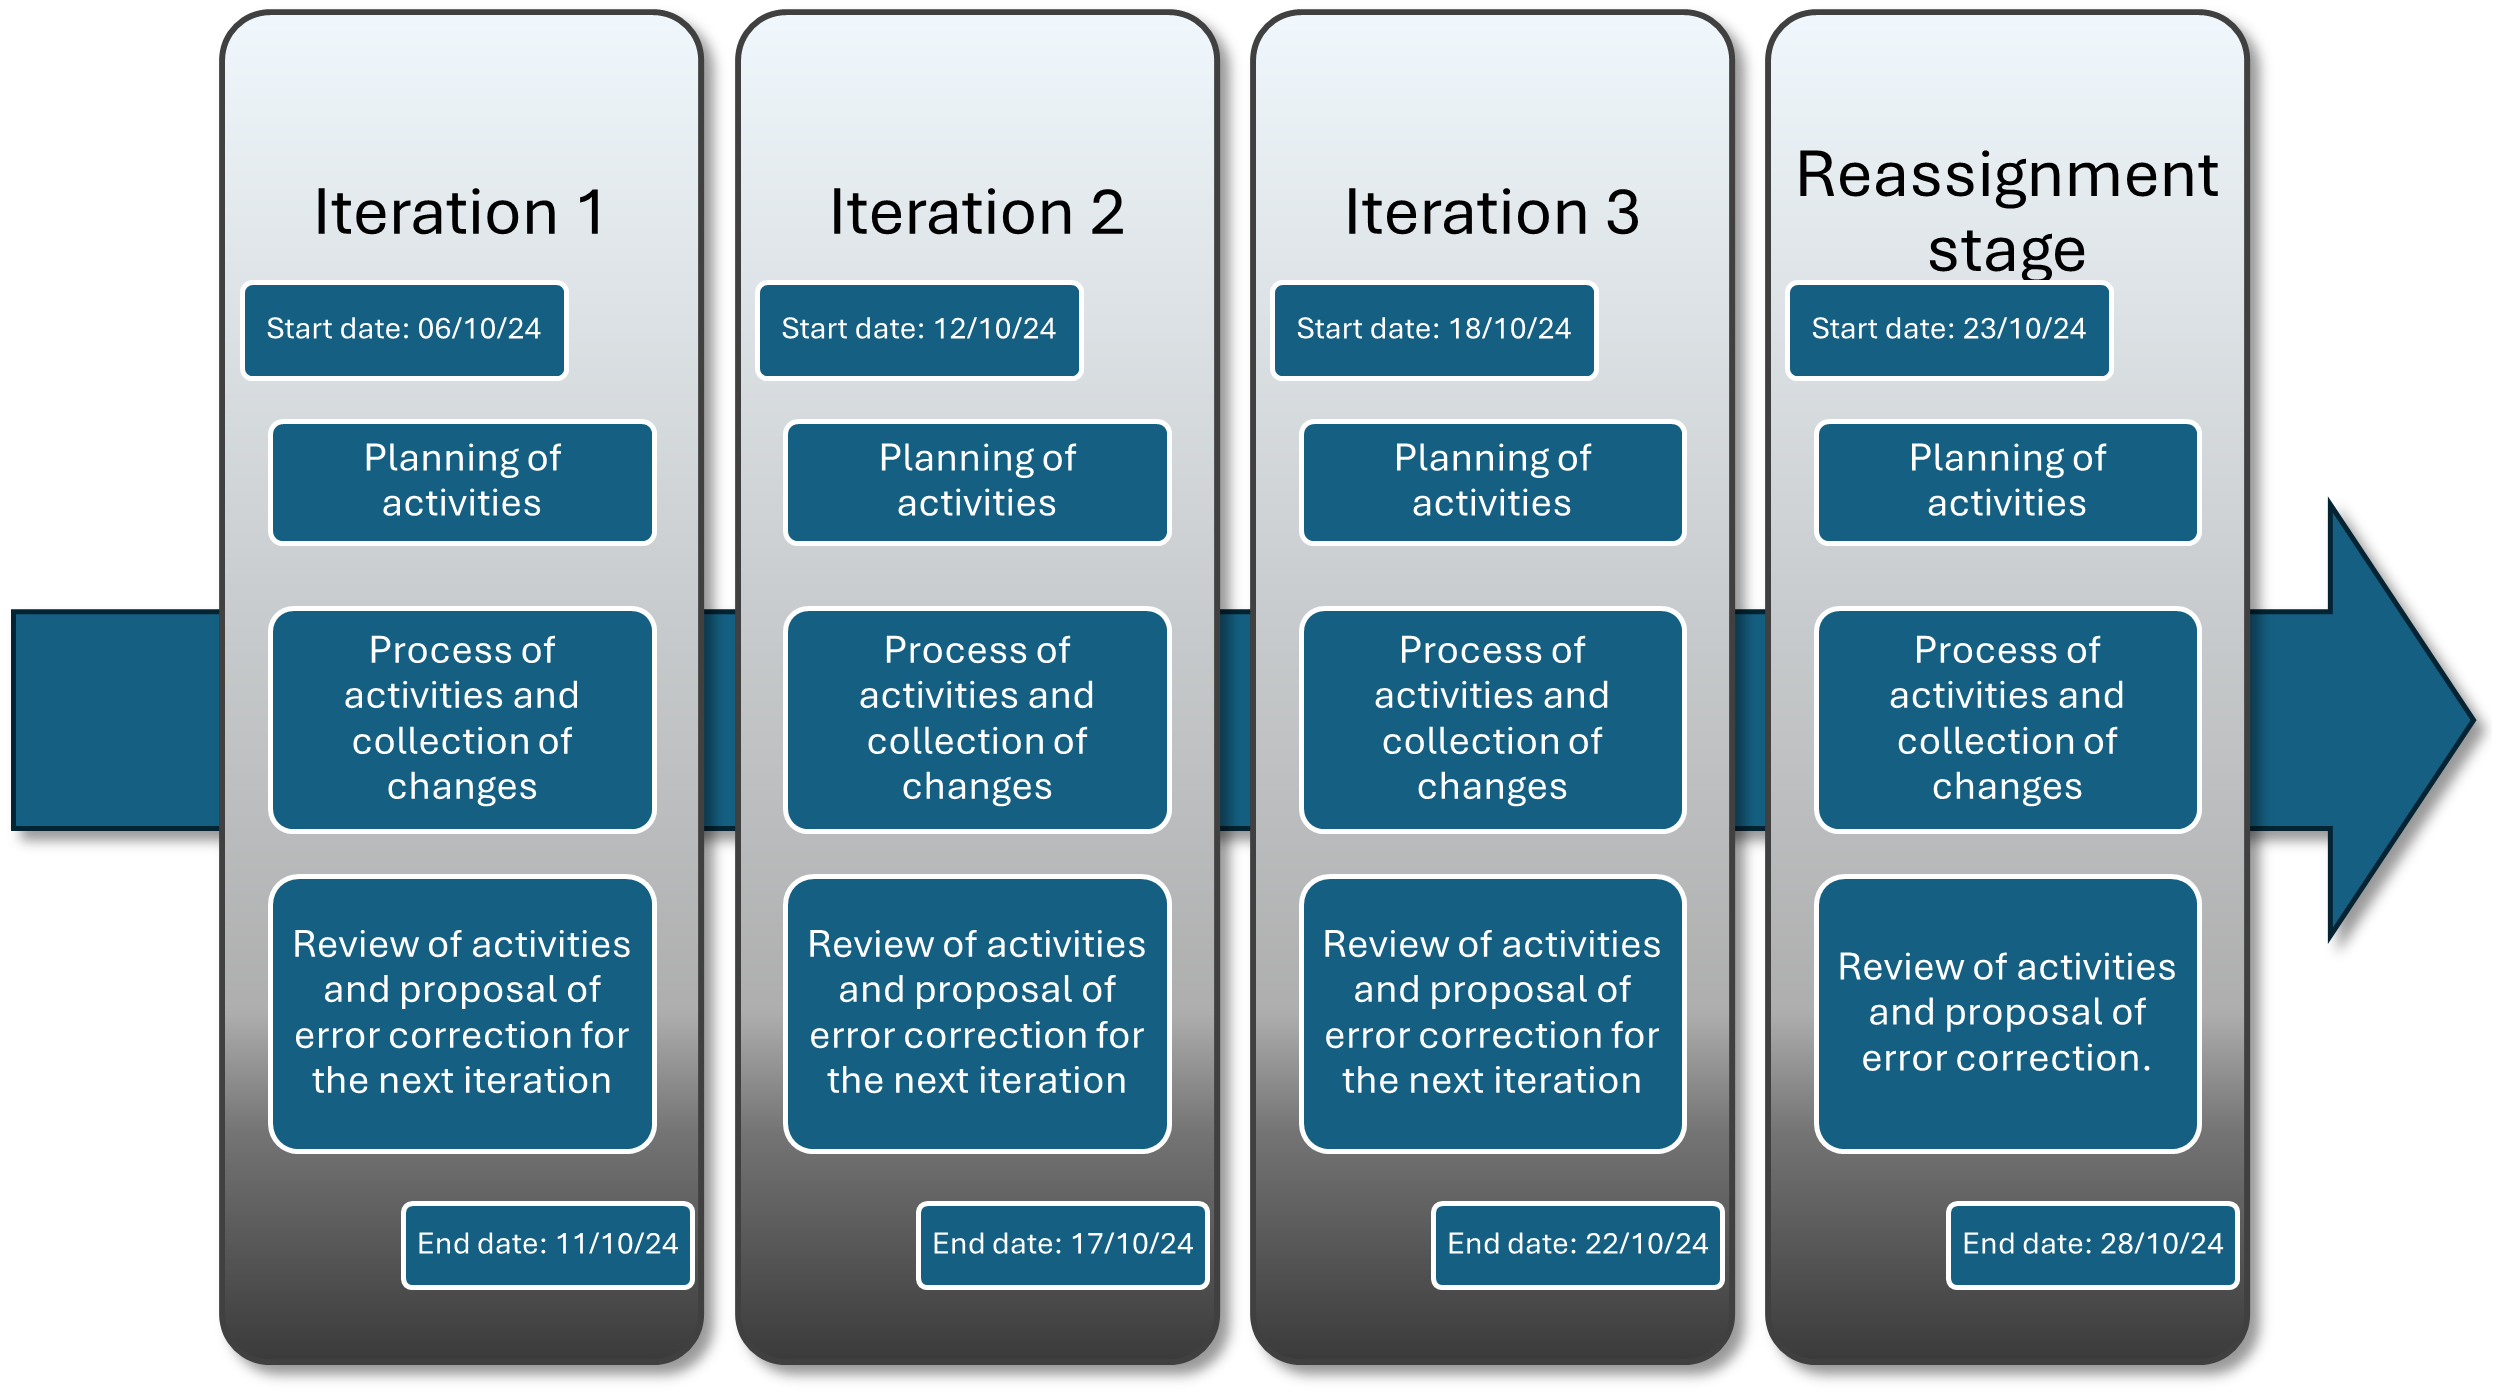 Iteration 1
Start date: 06/10/24
Planning of
activities
Process of
activities and
collection of
changes
Review of activities
and proposal of
error correction for
the next iteration
End date: 11/10/24
Iteration 2
Start date: 12/10/24
Planning of
activities
Process of
activities and
collection of
changes
Review of activities
and proposal of
error correction for
the next iteration
End date: 17/10/24
Iteration 3
Start date: 18/10/24
Planning of
activities
Process of
activities and
collection of
changes
Review of activities
and proposal of
error correction for
the next iteration
End date: 22/10/24
Reassignment
stage
Start date: 23/10/24
Planning of
activities
Process of
activities and
collection of
changes
Review of activities
and proposal of
error correction.
End date: 28/10/24